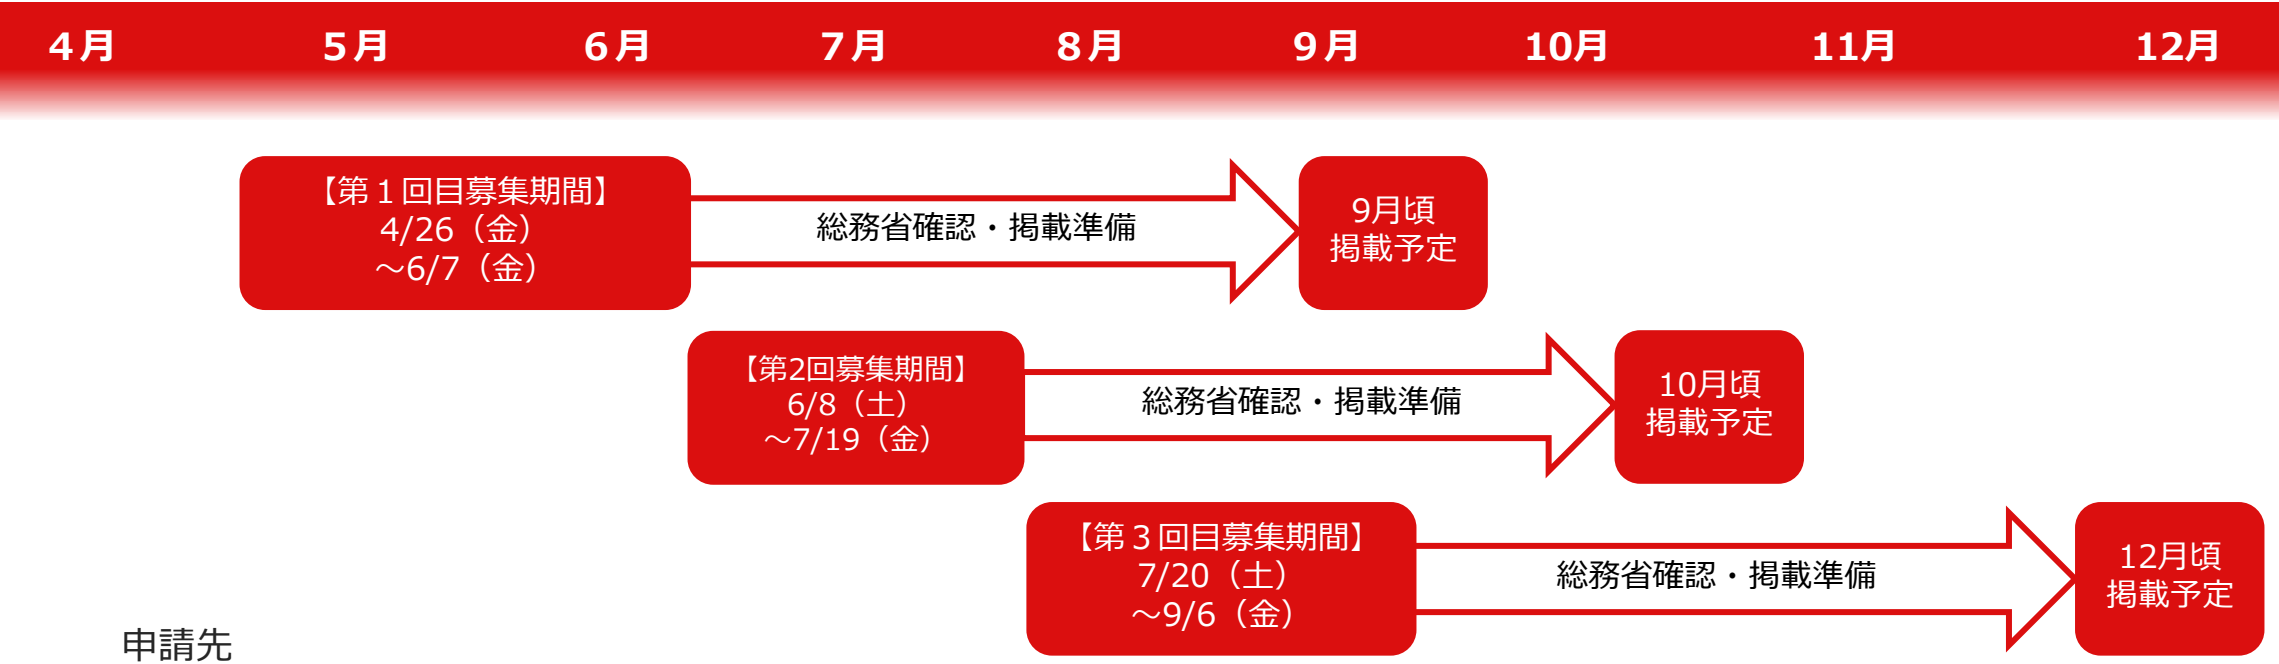 4月 5月 6月 7月 8月 9月 10月 11月 12月
【第１回目募集期間】
4/26（金）
～6/7（金）
総務省確認・掲載準備
9月頃
掲載予定
【第2回募集期間】
6/8（土）
～7/19（金）
総務省確認・掲載準備
10月頃
掲載予定
【第３回目募集期間】
7/20（土）
～9/6（金）
総務省確認・掲載準備
12月頃
掲載予定
申請先